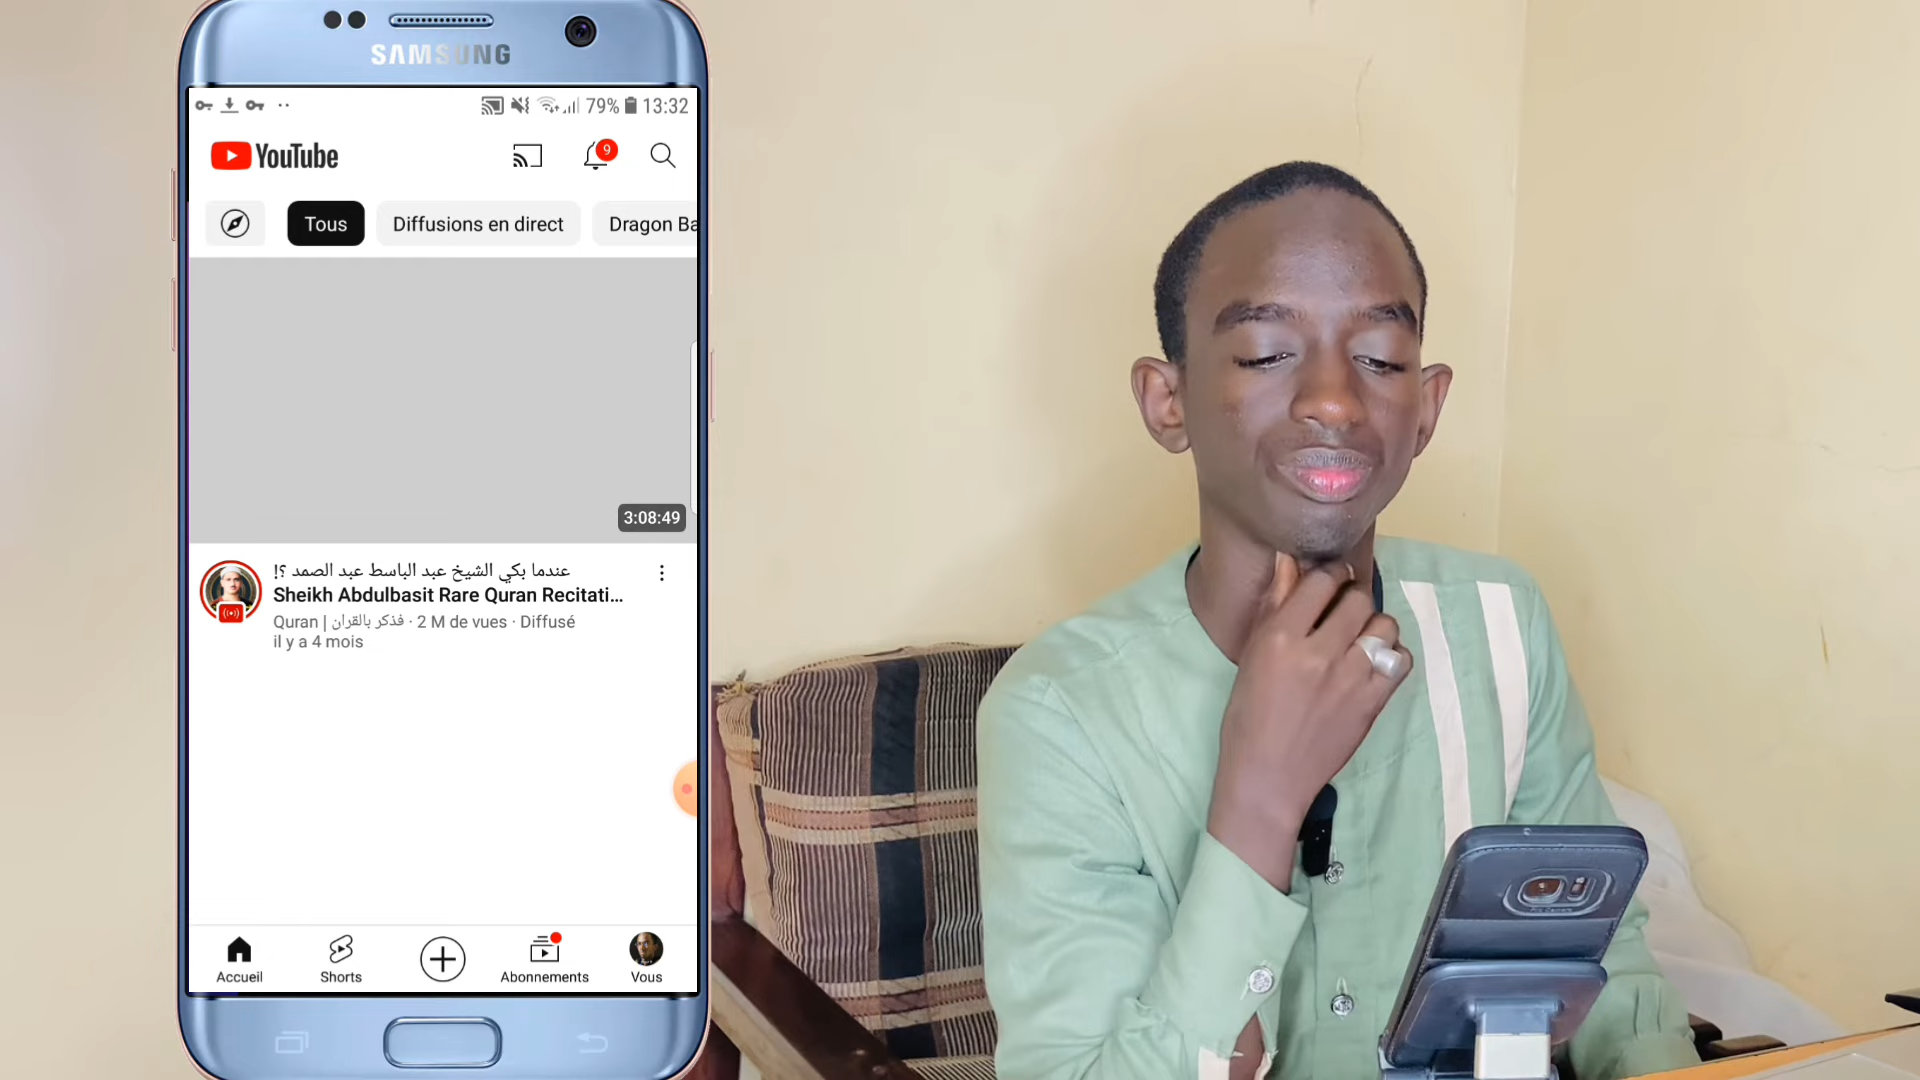 SAMSUNG
79% 13:32
YouTube
9
Tous
Diffusions en direct
Dragon Ba
3:08:49
عندما بكي الشيخ عبد الباسط عبد الصمد ؟!
Sheikh Abdulbasit Rare Quran Recitati...
Quran | فذكر بالقران · 2 M de vues · Diffusé
il y a 4 mois
Accueil
Shorts
Abonnements
Vous